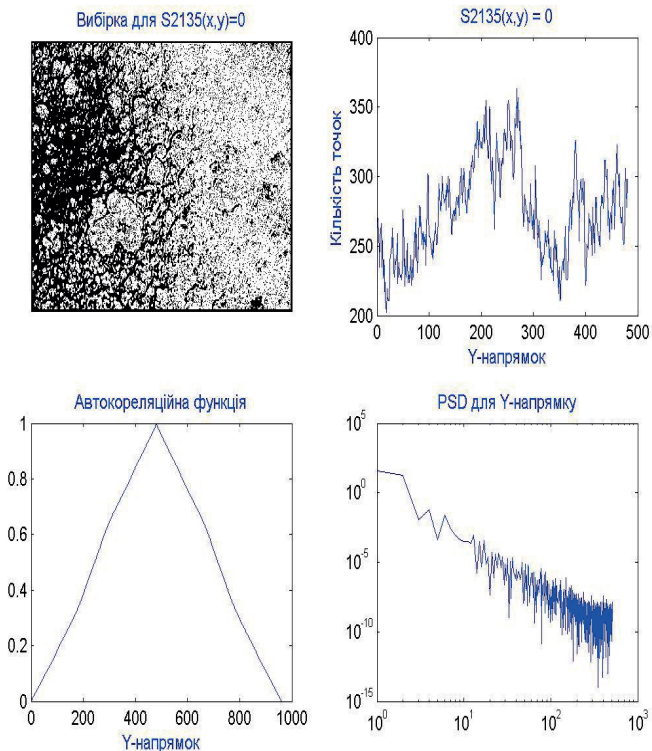 Вибірка для S2135(x,y)=0
S2135(x,y) = 0
Кількість точок
400
350
300
250
200
0 100 200 300 400 500
Y-напрямок
Автокореляційна функція
1
0.8
0.6
0.4
0.2
0
0 200 400 600 800 1000
Y-напрямок
PSD для Y-напрямку
10^5
10^0
10^-5
10^-10
10^-15
10^0 10^1 10^2 10^3